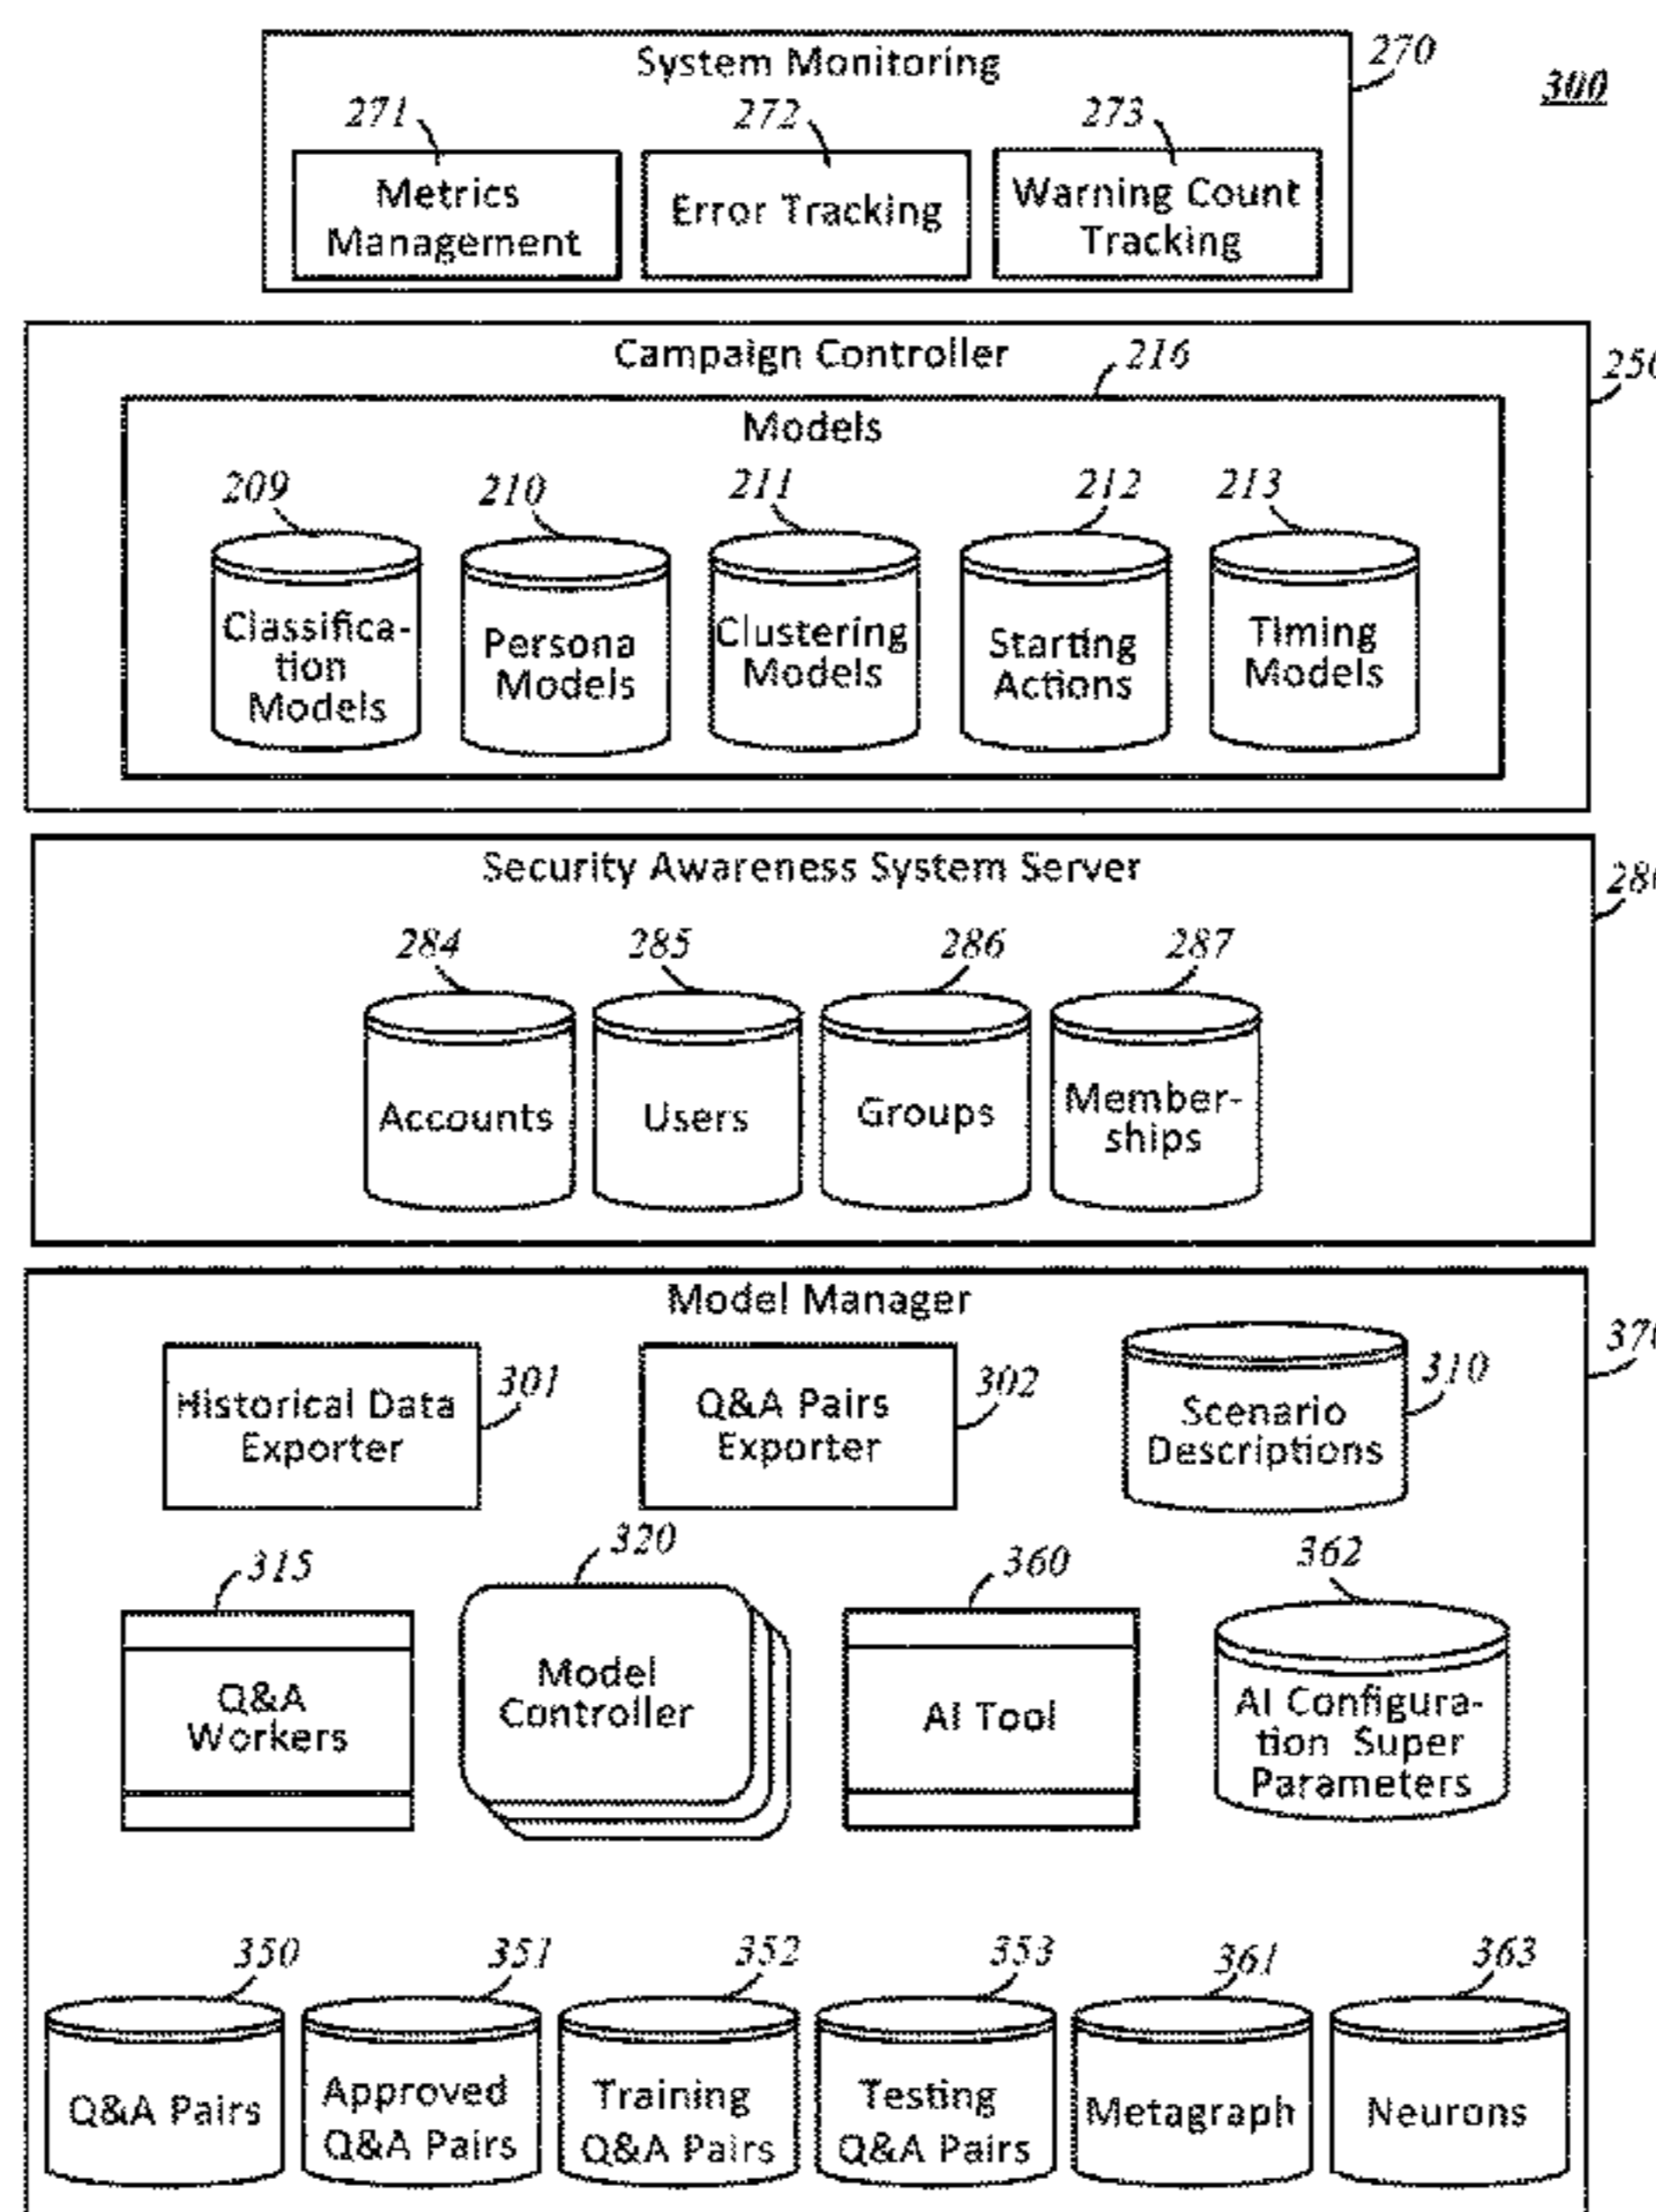 System Monitoring
270
300
271
272
273
Metrics
Management
Error Tracking
Warning Count
Tracking
Campaign Controller
216
Models
209
210
211
212
213
Classifica-
tion
Models
Persona
Models
Clustering
Models
Starting
Actions
Timing
Models
Security Awareness System Server
284
285
286
287
Accounts
Users
Groups
Member-
ships
Model Manager
Historical Data
Exporter
301
Q&A Pairs
Exporter
302
Scenario
Descriptions
310
315
320
360
362
Q&A
Workers
Model
Controller
AI Tool
AI Configura-
tion Super
Parameters
350
351
352
353
361
363
Q&A Pairs
Approved
Q&A Pairs
Training
Q&A Pairs
Testing
Q&A Pairs
Metagraph
Neurons